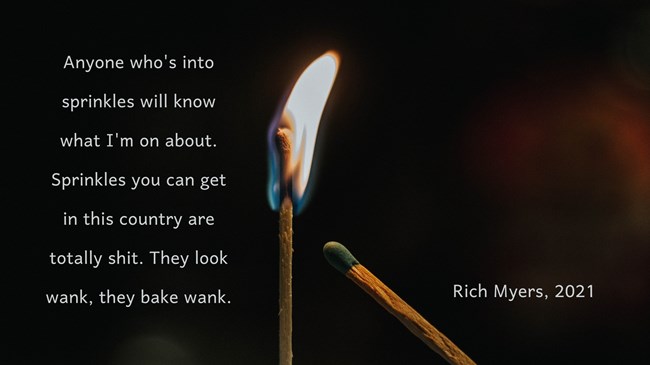 Anyone who's into
sprinkles will know
what I'm on about.
Sprinkles you can get
in this country are
totally shit. They look
wank, they bake wank.
Rich Myers, 2021